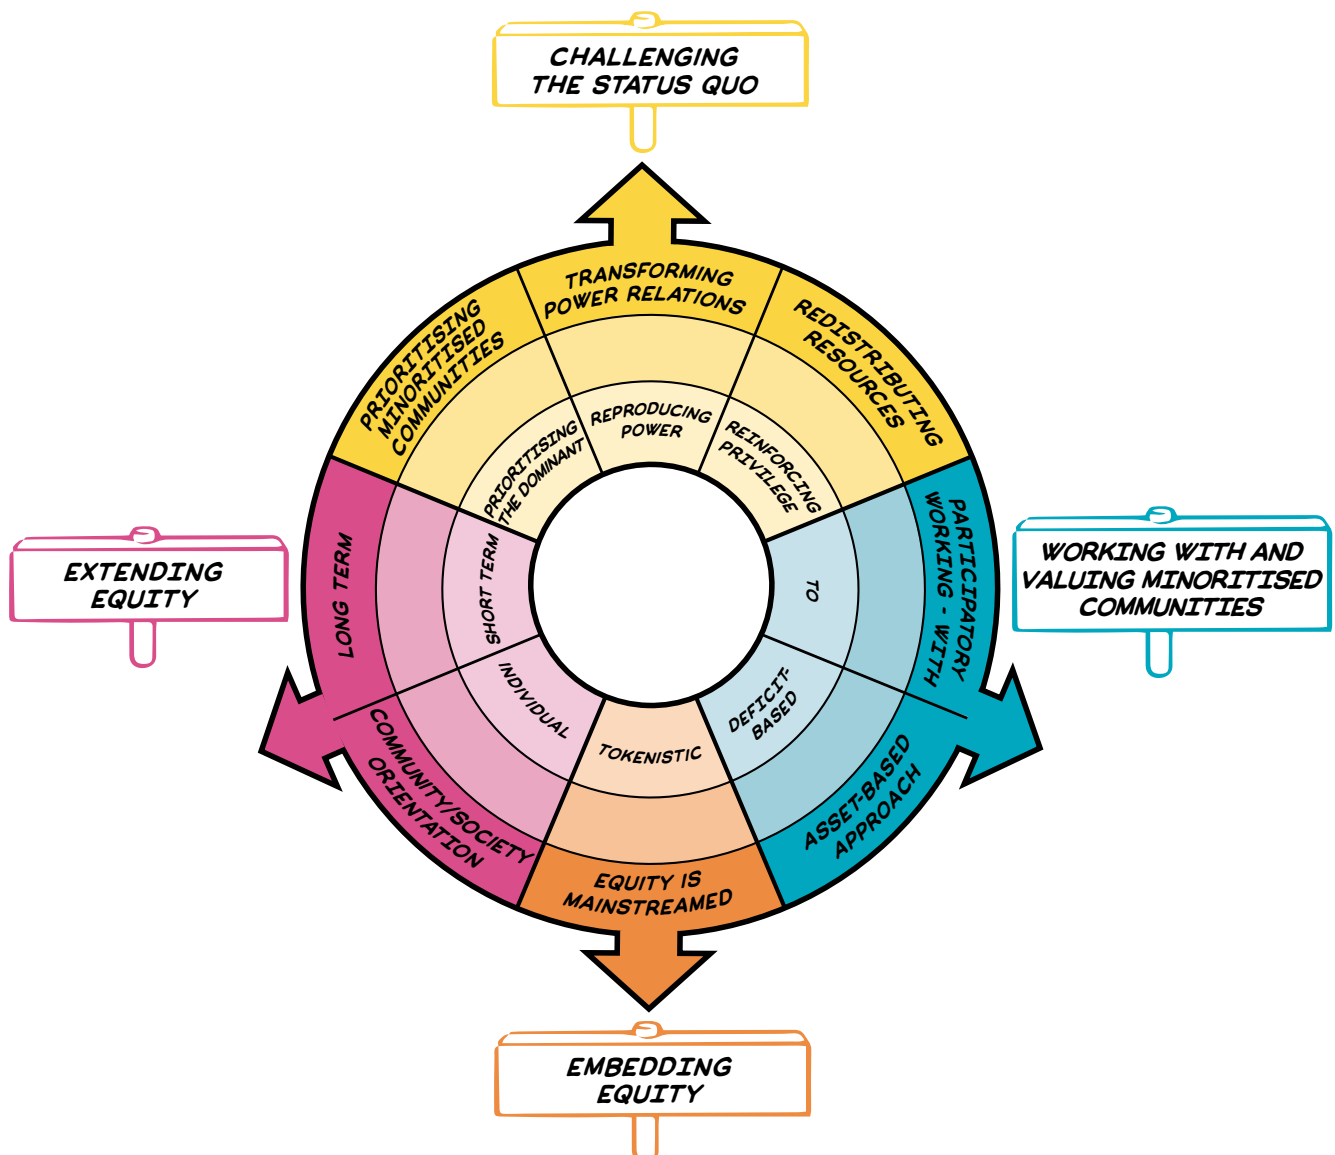 CHALLENGING
THE STATUS QUO
TRANSFORMING
POWER RELATIONS
PRIORITISING
MINORITISED
COMMUNITIES
REDISTRIBUTING
RESOURCES
REPRODUCING
POWER
PRIORITISING
THE DOMINANT
REINFORCING
PRIVILEGE
EXTENDING
EQUITY
LONG TERM
SHORT TERM
TO
PARTICIPATORY
WORKING - WITH
WORKING WITH AND
VALUING MINORITISED
COMMUNITIES
INDIVIDUAL
COMMUNITY/SOCIETY
ORIENTATION
TOKENISTIC
DEFICIT-
BASED
ASSET-BASED
APPROACH
EQUITY IS
MAINSTREAMED
EMBEDDING
EQUITY